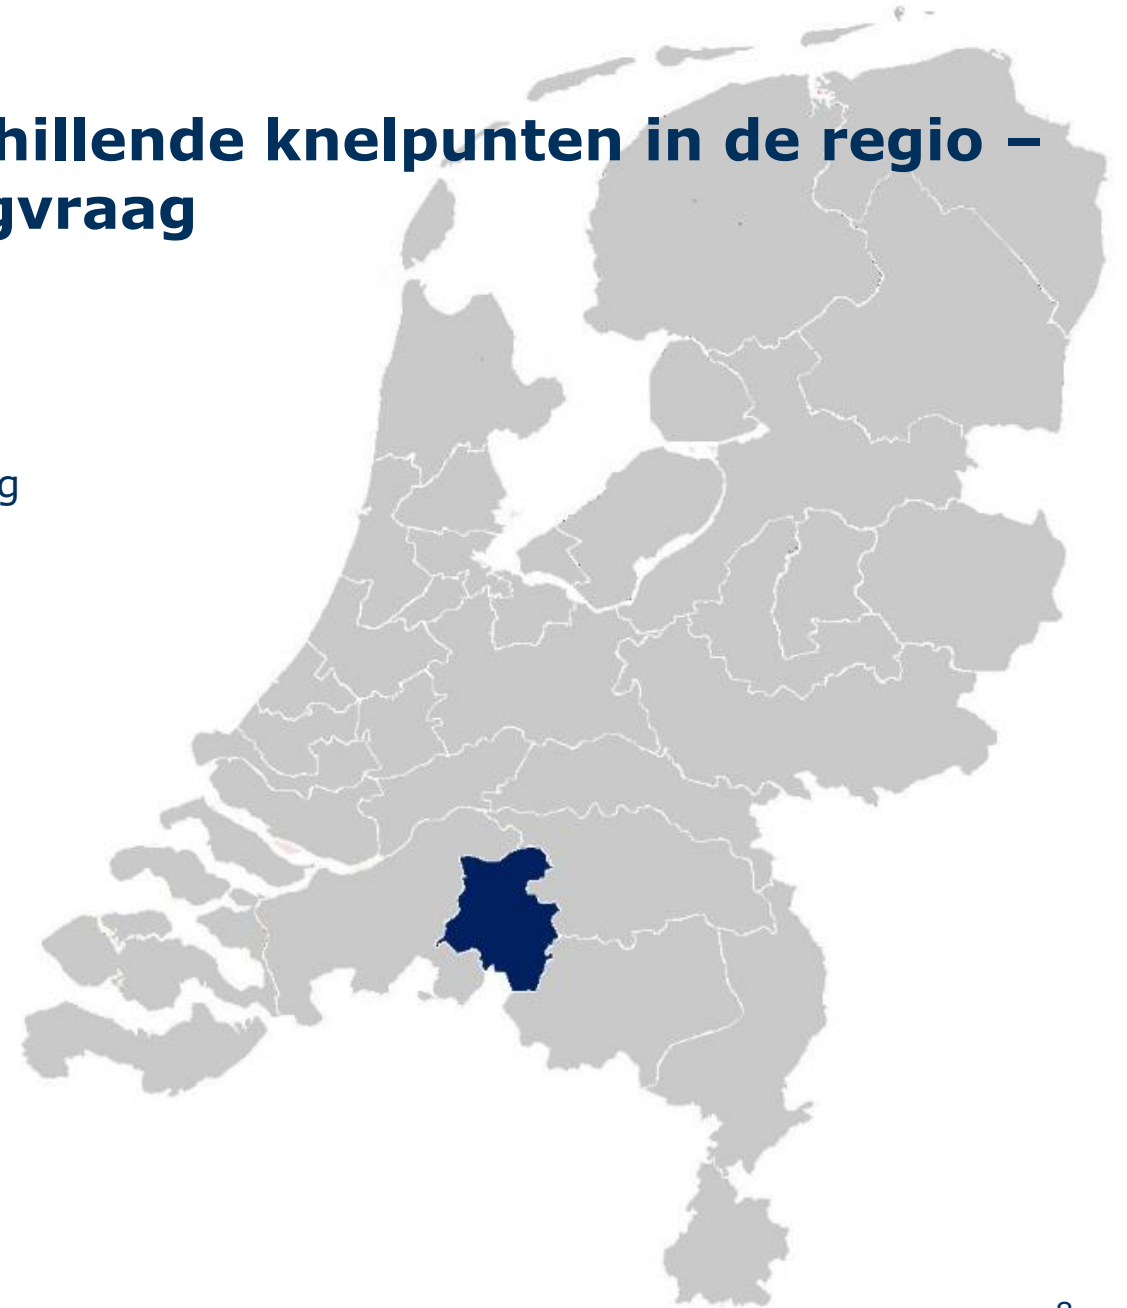 hillende knelpunten in de regio –
gvraag
g